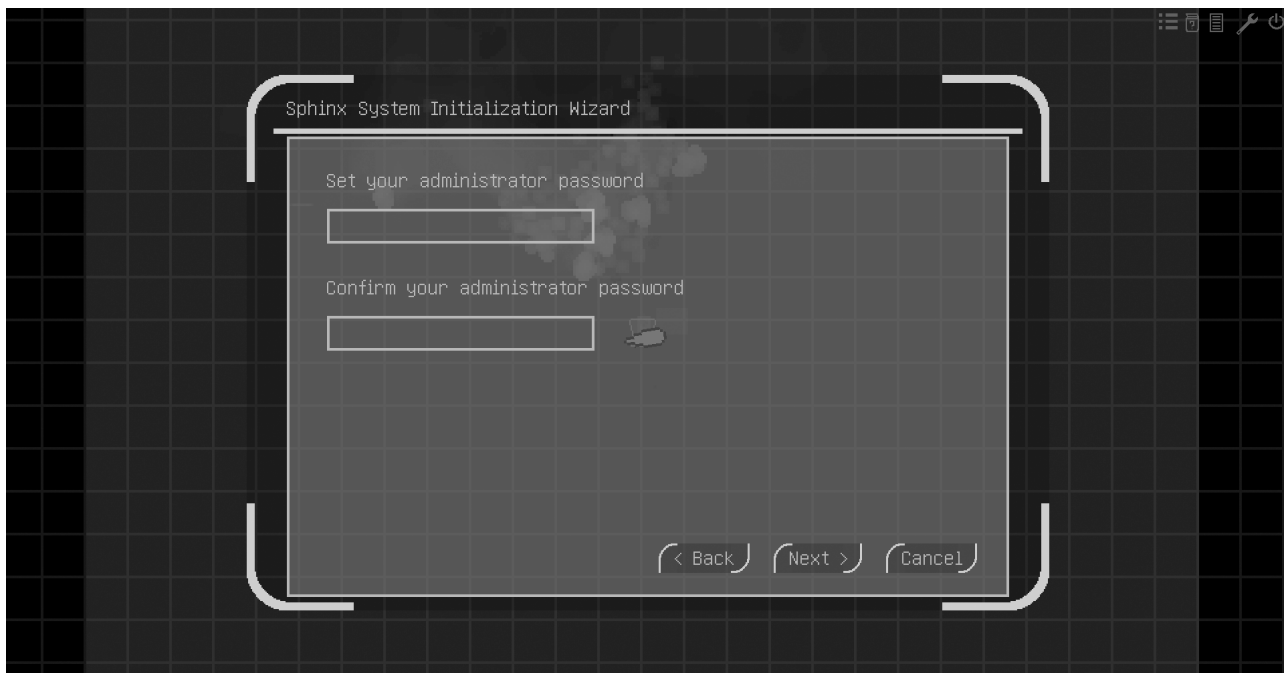 Sphinx System Initialization Wizard
Set your administrator password
Confirm your administrator password
< Back
Next >
Cancel